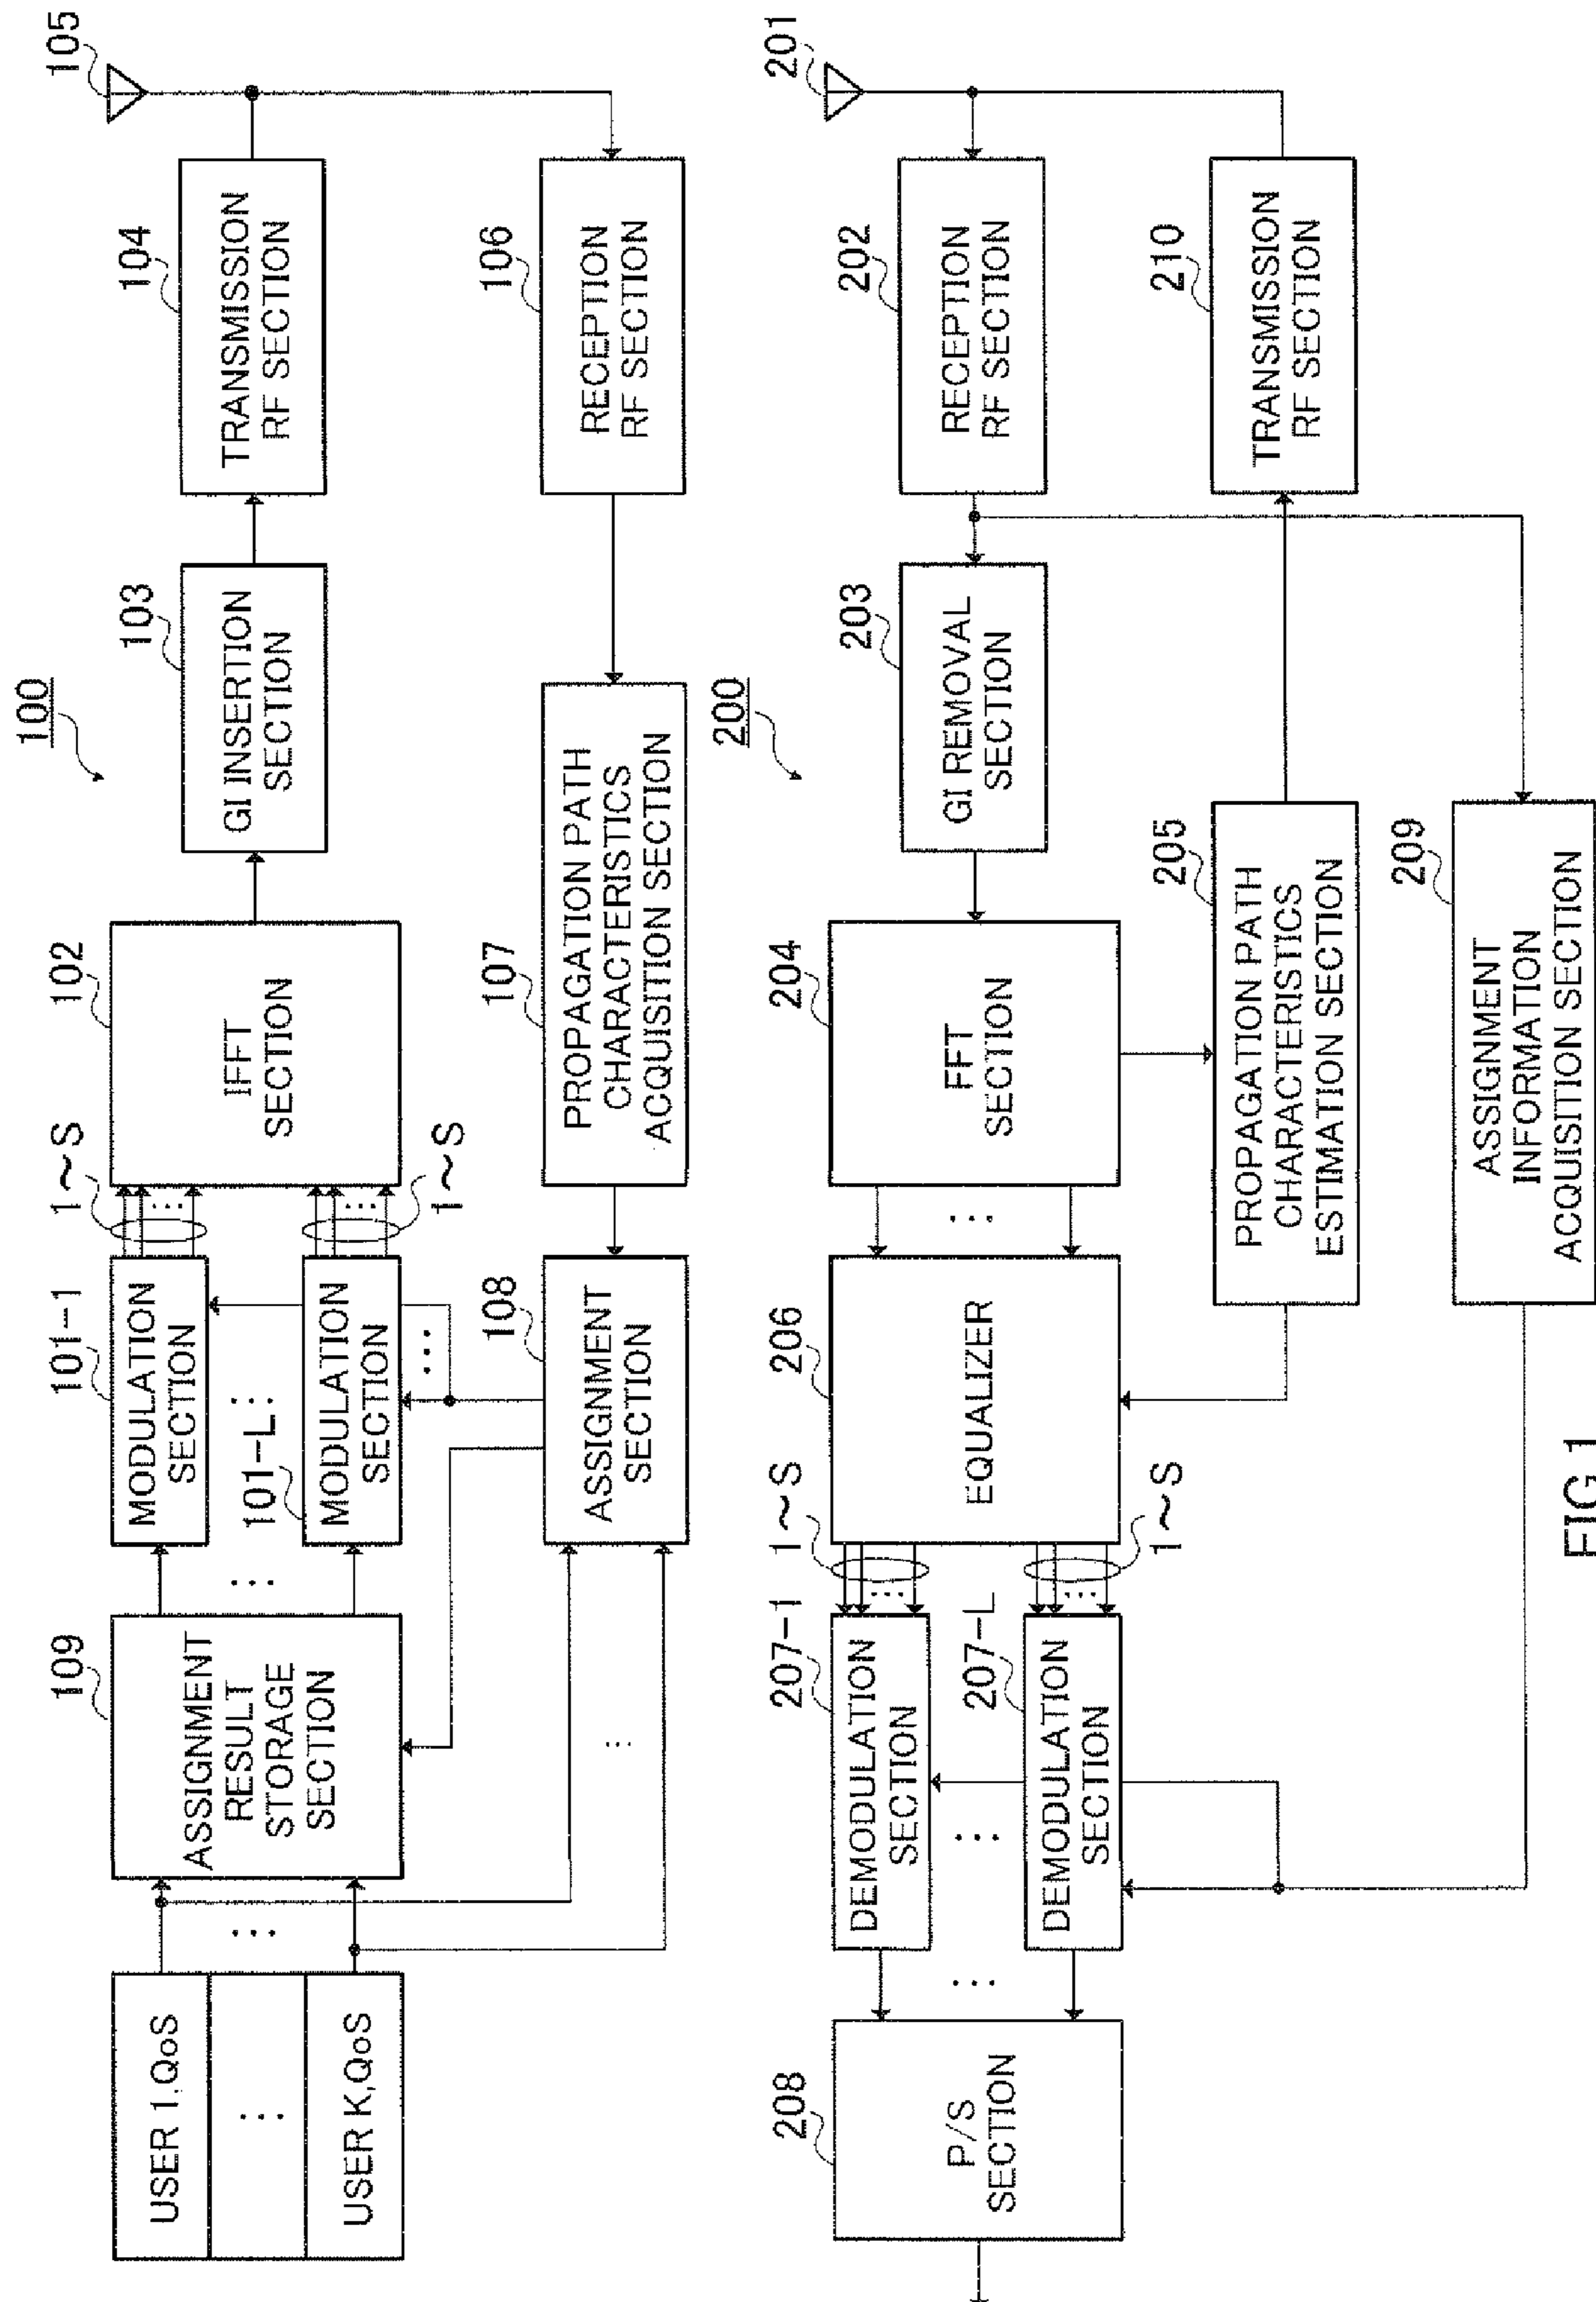 100
USER 1,QoS
...
USER K,QoS
...
109
ASSIGNMENT
RESULT
STORAGE
SECTION
...
101-1
MODULATION
SECTION
101-L
⋮
MODULATION
SECTION
...
1~S
...
1~S
...
102
IFFT
SECTION
103
GI INSERTION
SECTION
104
TRANSMISSION
RF SECTION
105
...
108
ASSIGNMENT
SECTION
107
PROPAGATION PATH
CHARACTERISTICS
ACQUISITION SECTION
106
RECEPTION
RF SECTION
200
208
P/S
SECTION
...
207-1
DEMODULATION
SECTION
...
207-L
DEMODULATION
SECTION
1~S
...
1~S
...
206
EQUALIZER
...
204
FFT
SECTION
203
GI REMOVAL
SECTION
202
RECEPTION
RF SECTION
201
205
PROPAGATION PATH
CHARACTERISTICS
ESTIMATION SECTION
210
TRANSMISSION
RF SECTION
209
ASSIGNMENT
INFORMATION
ACQUISITION SECTION
FIG.1